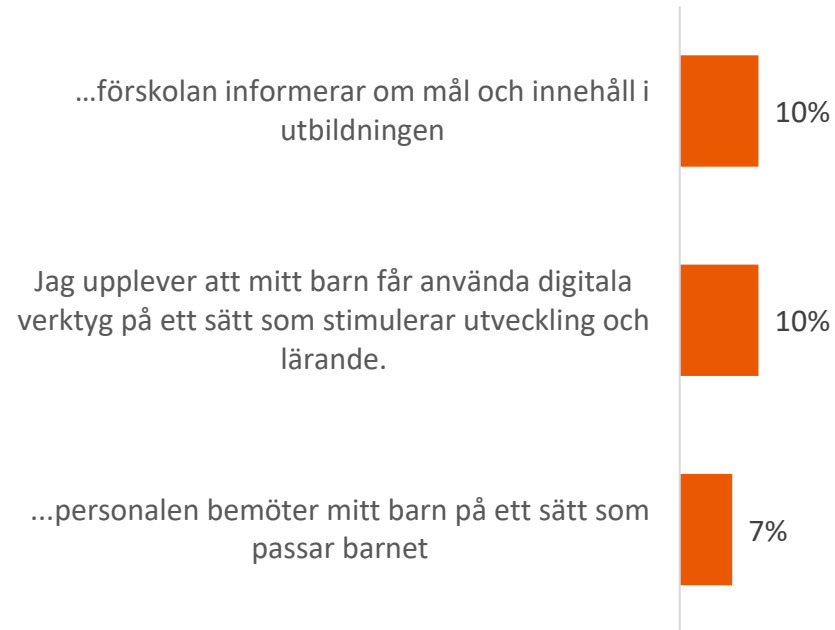 …förskolan informerar om mål och innehåll i
utbildningen
10%
Jag upplever att mitt barn får använda digitala
verktyg på ett sätt som stimulerar utveckling och
lärande.
10%
...personalen bemöter mitt barn på ett sätt som
passar barnet
7%